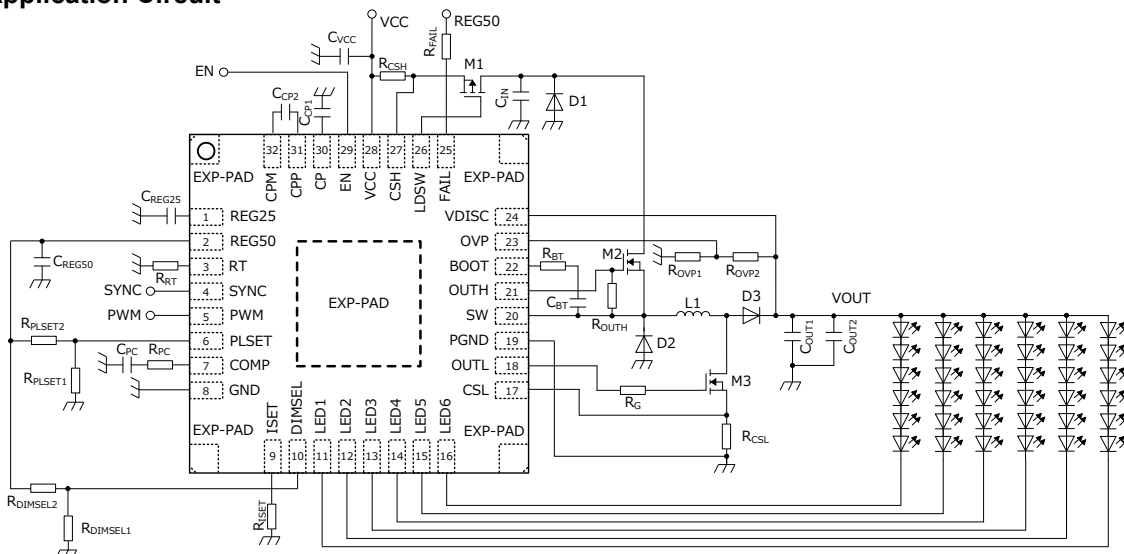 Application Circuit
VCC
REG50
CVCC
RFAIL
EN
RCSH
M1
CCP2
CCP1
CIN
D1
32 31 30 29 28 27 26 25
CPM CPP CP EN VCC CSH LDSW FAIL
EXP-PAD
EXP-PAD
CREG25
1 REG25
VDISC 24
2 REG50
OVP 23
CREG50
3 RT
RRT
BOOT 22
RBT
M2
ROVP1
ROVP2
SYNC
4 SYNC
OUTH 21
CBT
PWM
5 PWM
SW 20
ROUTH
L1
D3
VOUT
RPLSET2
6 PLSET
PGND 19
D2
COUT1
COUT2
CPC
RPC
7 COMP
OUTL 18
RPLSET1
8 GND
CSL 17
RG
M3
EXP-PAD
EXP-PAD
EXP-PAD
RCSL
ISET DIMSEL LED1 LED2 LED3 LED4 LED5 LED6
9 10 11 12 13 14 15 16
RDIMSEL2
RDIMSEL1
RISET